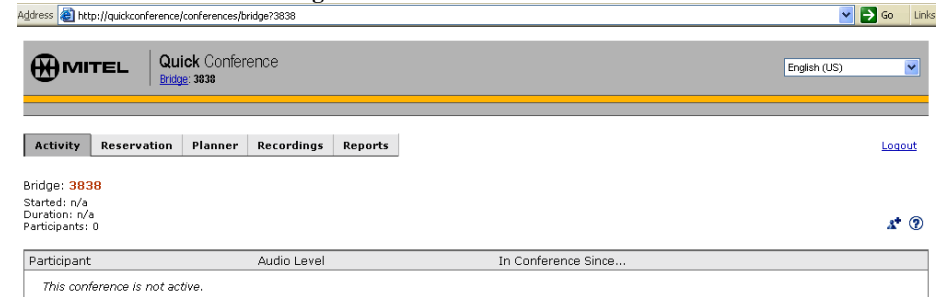 Address http://quickconference/conferences/bridge?3838 Go Links
MITEL Quick Conference
Bridge: 3838
English (US)
Activity Reservation Planner Recordings Reports Logout
Bridge: 3838
Started: n/a
Duration: n/a
Participants: 0
Participant Audio Level In Conference Since...
This conference is not active.